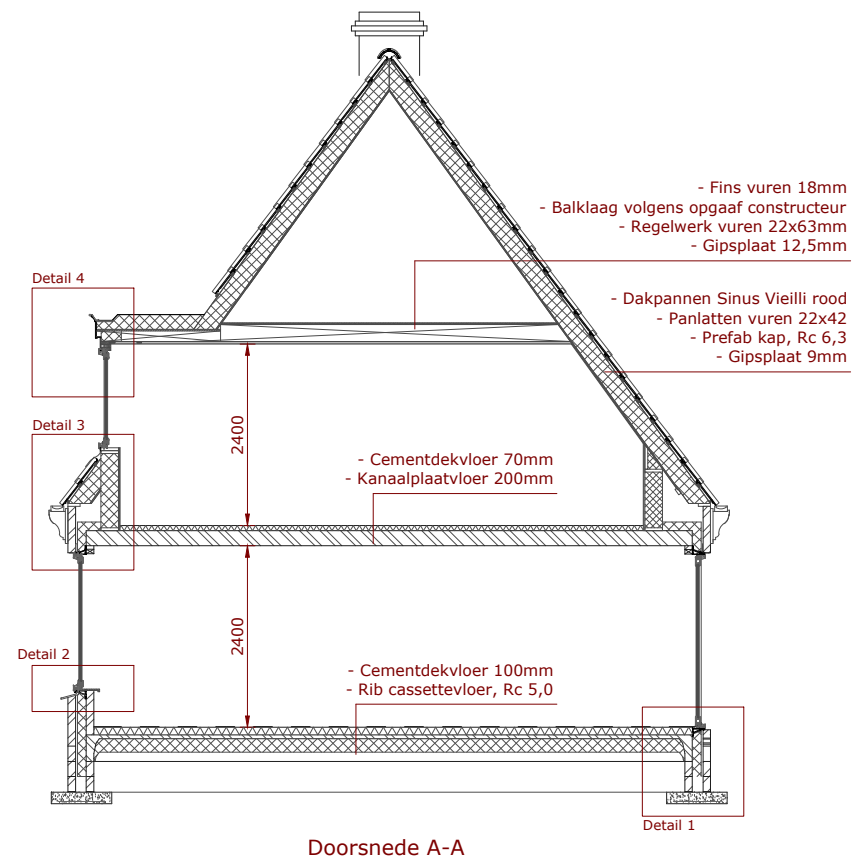 - Fins vuren 18mm
- Balklaag volgens opgaaf constructeur
- Regelwerk vuren 22x63mm
- Gipsplaat 12,5mm
Detail 4
- Dakpannen Sinus Vieilli rood
- Panlatten vuren 22x42
- Prefab kap, Rc 6,3
- Gipsplaat 9mm
2400
Detail 3
- Cementdekvloer 70mm
- Kanaalplaatvloer 200mm
2400
Detail 2
- Cementdekvloer 100mm
- Rib cassettevloer, Rc 5,0
Detail 1
Doorsnede A-A